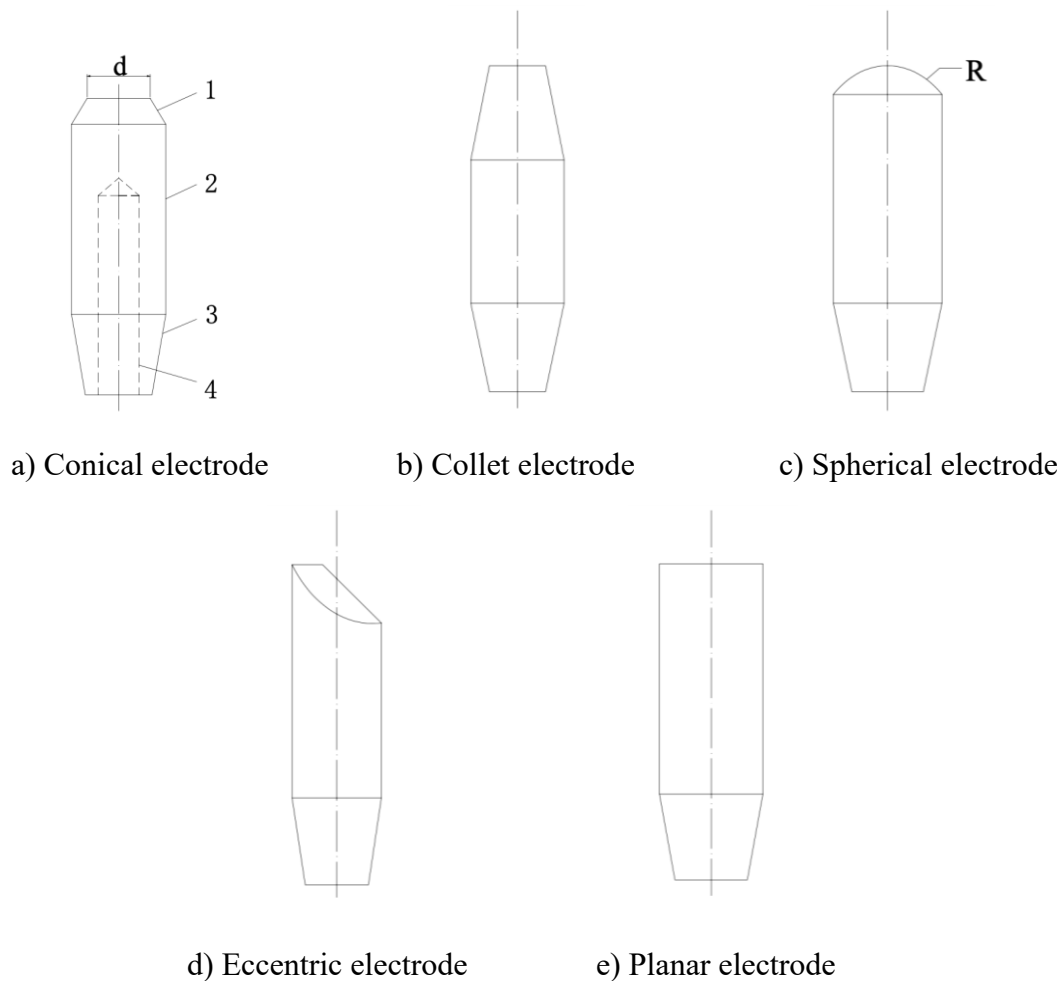 d
1
2
3
4
R
a) Conical electrode
b) Collet electrode
c) Spherical electrode
d) Eccentric electrode
e) Planar electrode